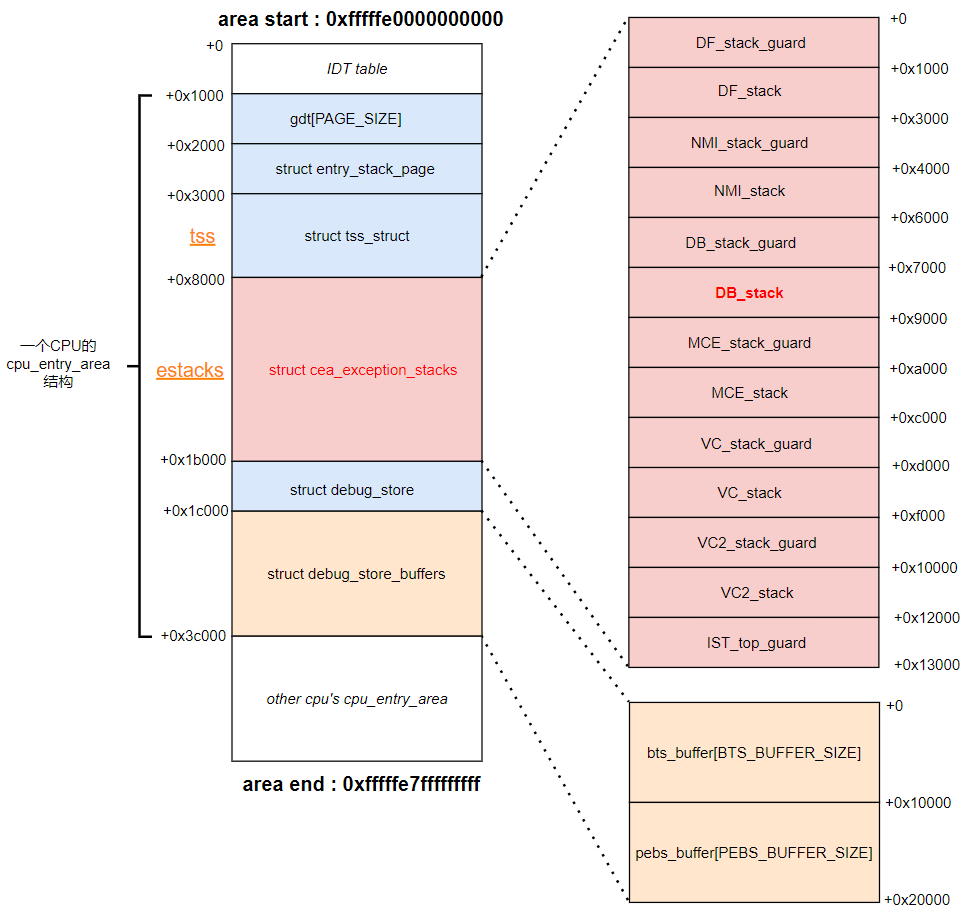 area start : 0xfffffe0000000000
+0
IDT table
+0x1000
gdt[PAGE_SIZE]
+0x2000
struct entry_stack_page
+0x3000
tss
struct tss_struct
+0x8000
一个CPU的
cpu_entry_area
结构
estacks
struct cea_exception_stacks
+0x1b000
struct debug_store
+0x1c000
struct debug_store_buffers
+0x3c000
other cpu's cpu_entry_area
area end : 0xfffffe7fffffffff
+0
DF_stack_guard
+0x1000
DF_stack
+0x3000
NMI_stack_guard
+0x4000
NMI_stack
+0x6000
DB_stack_guard
+0x7000
DB_stack
+0x9000
MCE_stack_guard
+0xa000
MCE_stack
+0xc000
VC_stack_guard
+0xd000
VC_stack
+0xf000
VC2_stack_guard
+0x10000
VC2_stack
+0x12000
IST_top_guard
+0x13000
+0
bts_buffer[BTS_BUFFER_SIZE]
+0x10000
pebs_buffer[PEBS_BUFFER_SIZE]
+0x20000